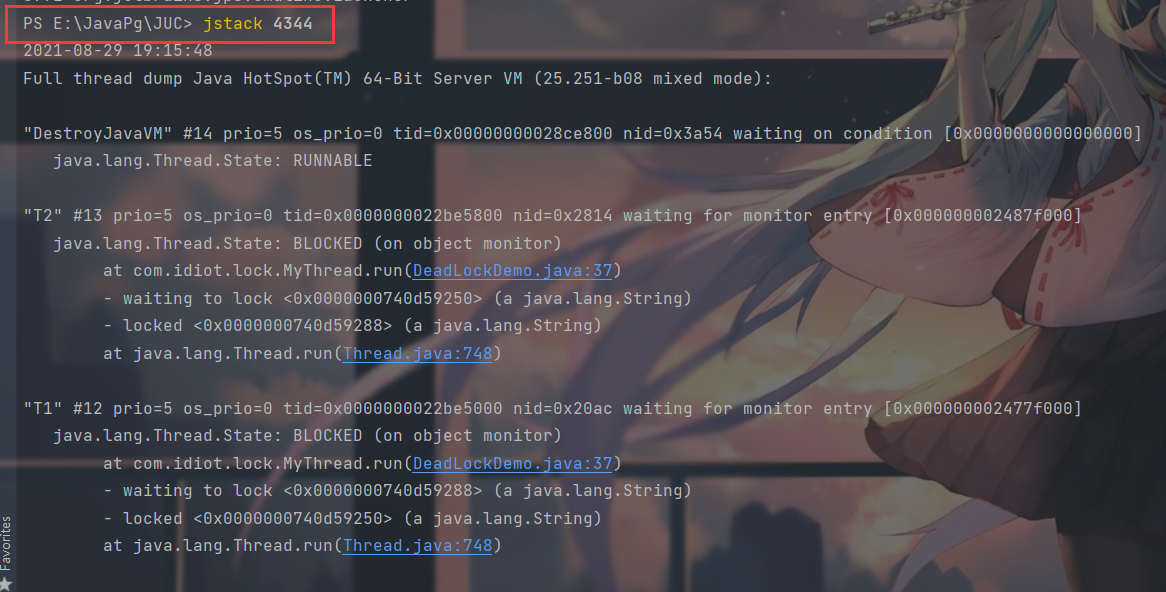 PS E:\JavaPg\JUC> jstack 4344
2021-08-29 19:15:48
Full thread dump Java HotSpot(TM) 64-Bit Server VM (25.251-b08 mixed mode):
"DestroyJavaVM" #14 prio=5 os_prio=0 tid=0x00000000028ce800 nid=0x3a54 waiting on condition [0x0000000000000000]
java.lang.Thread.State: RUNNABLE
"T2" #13 prio=5 os_prio=0 tid=0x0000000022be5800 nid=0x2814 waiting for monitor entry [0x000000002487f000]
java.lang.Thread.State: BLOCKED (on object monitor)
at com.idiot.lock.MyThread.run(DeadLockDemo.java:37)
- waiting to lock <0x0000000740d59250> (a java.lang.String)
- locked <0x0000000740d59288> (a java.lang.String)
at java.lang.Thread.run(Thread.java:748)
"T1" #12 prio=5 os_prio=0 tid=0x0000000022be5000 nid=0x20ac waiting for monitor entry [0x000000002477f000]
java.lang.Thread.State: BLOCKED (on object monitor)
at com.idiot.lock.MyThread.run(DeadLockDemo.java:37)
- waiting to lock <0x0000000740d59288> (a java.lang.String)
- locked <0x0000000740d59250> (a java.lang.String)
at java.lang.Thread.run(Thread.java:748)
Favorites